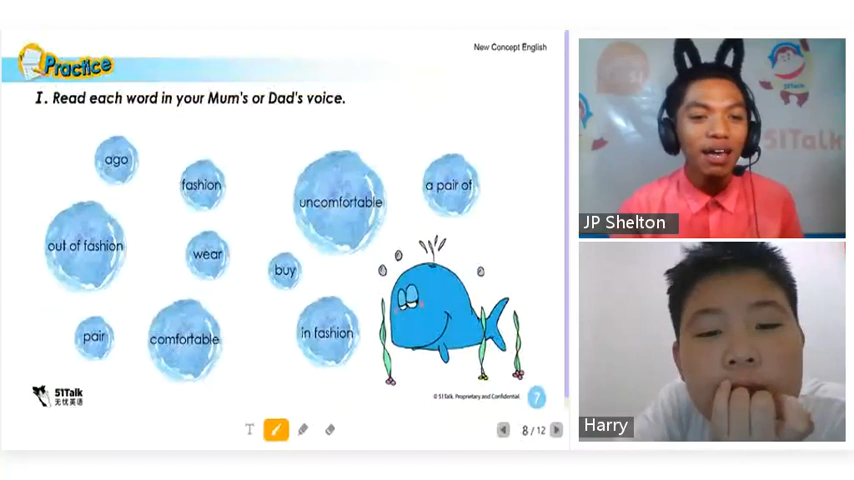 New Concept English
Practice
I. Read each word in your Mum's or Dad's voice.
ago
fashion
uncomfortable
a pair of
out of fashion
wear
buy
pair
comfortable
in fashion
51Talk
无忧英语
© 51Talk. Proprietary and Confidential
7
T
8 / 12
51Talk
JP Shelton
Harry